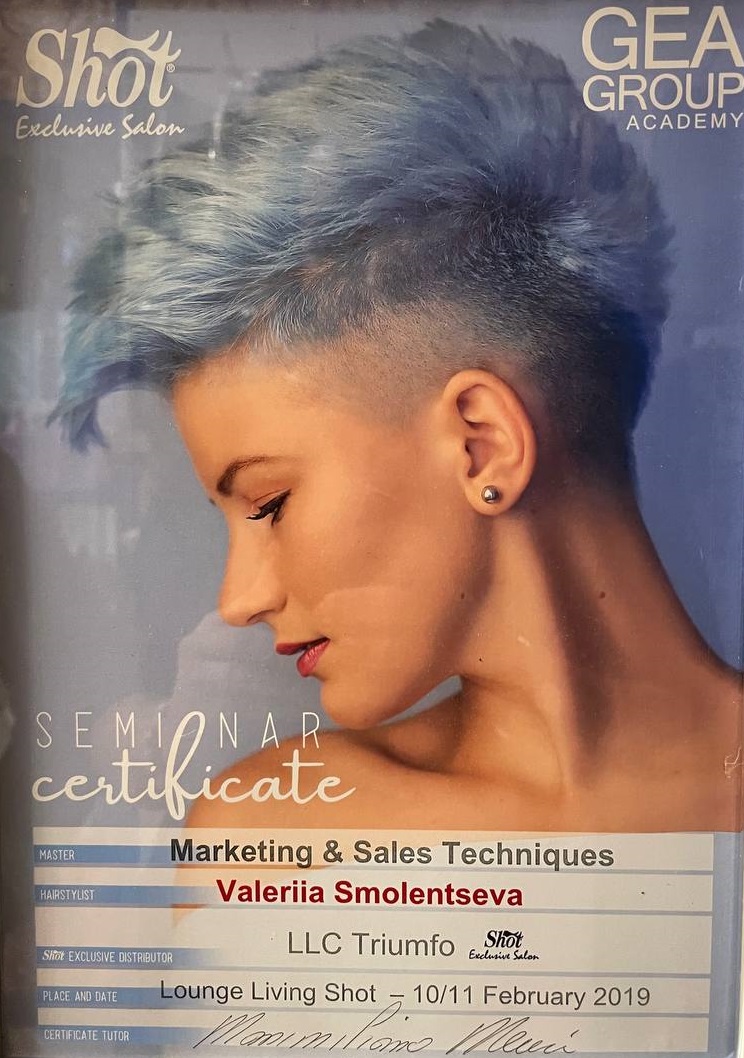 Shot®
Exclusive Salon
GEA
GROUP
ACADEMY
SEMINAR
certificate
MASTER Marketing & Sales Techniques
HAIRSTYLIST Valeriia Smolentseva
Shot EXCLUSIVE DISTRIBUTOR LLC Triumfo Shot Exclusive Salon
PLACE AND DATE Lounge Living Shot – 10/11 February 2019
CERTIFICATE TUTOR Massimiliano